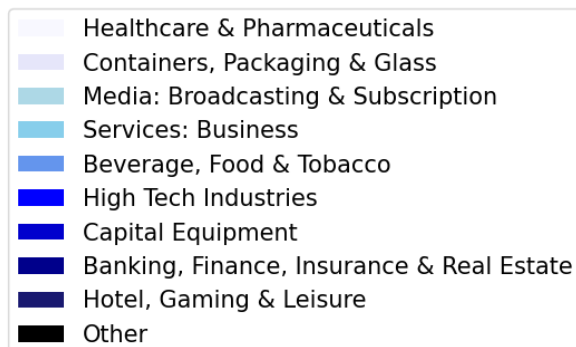 Healthcare & Pharmaceuticals
Containers, Packaging & Glass
Media: Broadcasting & Subscription
Services: Business
Beverage, Food & Tobacco
High Tech Industries
Capital Equipment
Banking, Finance, Insurance & Real Estate
Hotel, Gaming & Leisure
Other